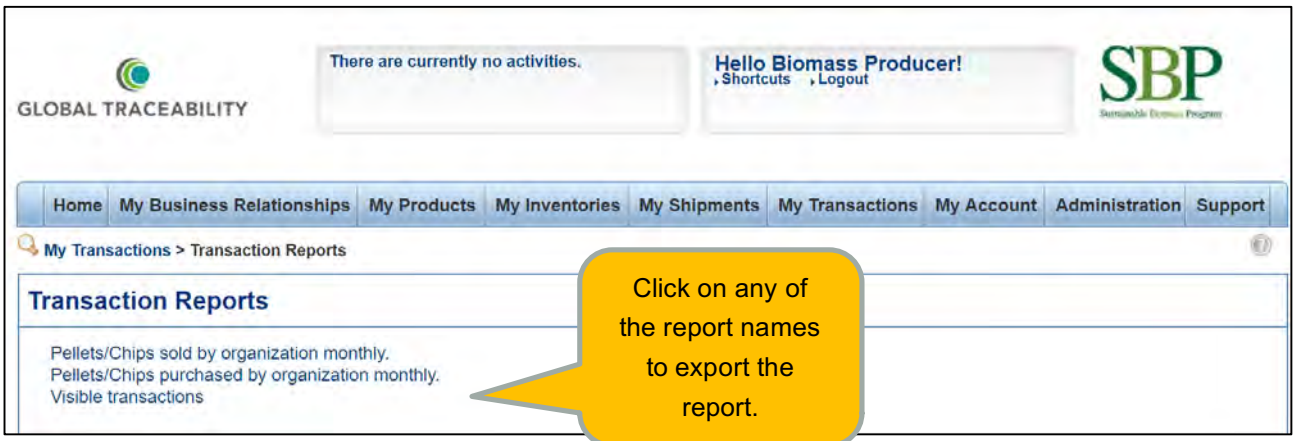 There are currently no activities.
Hello Biomass Producer!
Shortcuts Logout
GLOBAL TRACEABILITY
SBP
Sustainable Biomass Program
Home My Business Relationships My Products My Inventories My Shipments My Transactions My Account Administration Support
My Transactions > Transaction Reports
Transaction Reports
Pellets/Chips sold by organization monthly.
Pellets/Chips purchased by organization monthly.
Visible transactions
Click on any of
the report names
to export the
report.